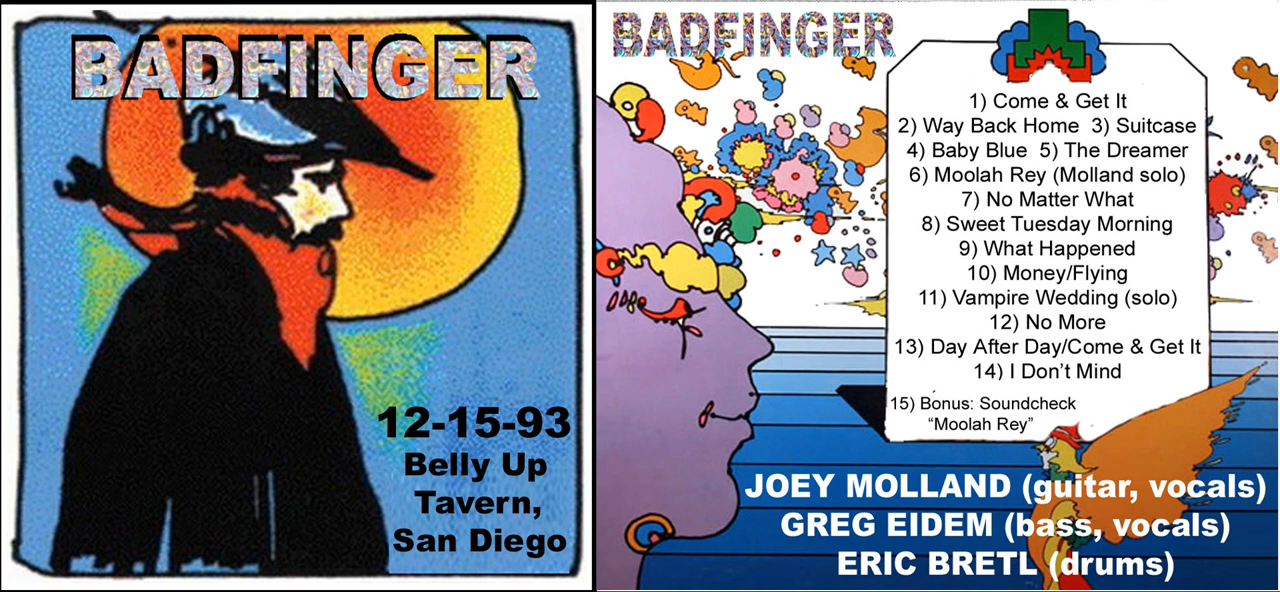 BADFINGER
12-15-93
Belly Up
Tavern,
San Diego
BADFINGER
1) Come & Get It
2) Way Back Home 3) Suitcase
4) Baby Blue 5) The Dreamer
6) Moolah Rey (Molland solo)
7) No Matter What
8) Sweet Tuesday Morning
9) What Happened
10) Money/Flying
11) Vampire Wedding (solo)
12) No More
13) Day After Day/Come & Get It
14) I Don't Mind
15) Bonus: Soundcheck
"Moolah Rey"
JOEY MOLLAND (guitar, vocals)
GREG EIDEM (bass, vocals)
ERIC BRETL (drums)